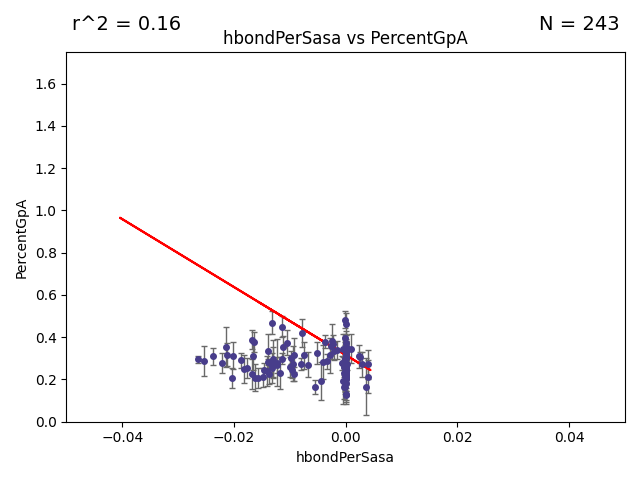 r^2 = 0.16
N = 243
hbondPerSasa vs PercentGpA
1.6
1.4
1.2
1.0
0.8
0.6
0.4
0.2
0.0
PercentGpA
−0.04
−0.02
0.00
0.02
0.04
hbondPerSasa